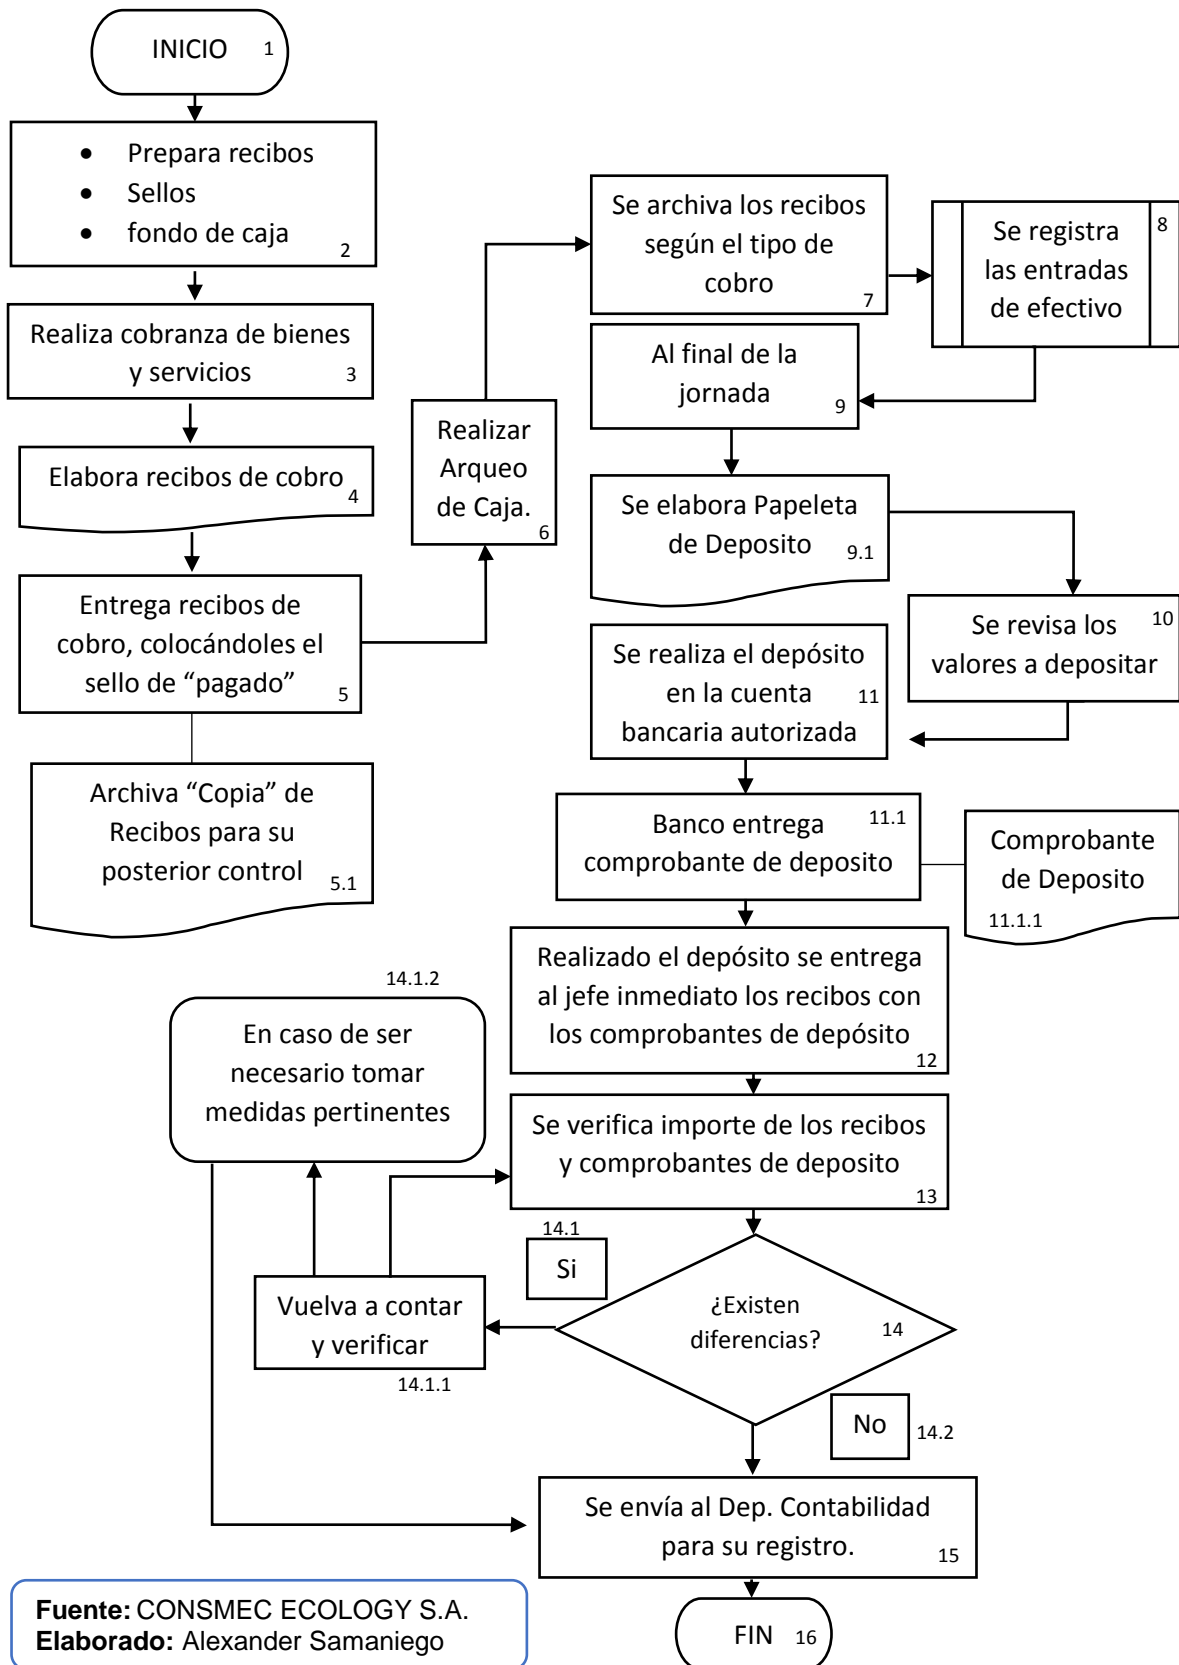 INICIO 1
• Prepara recibos
• Sellos
• fondo de caja 2
Realiza cobranza de bienes
y servicios 3
Elabora recibos de cobro 4
Entrega recibos de
cobro, colocándoles el
sello de “pagado” 5
Archiva “Copia” de
Recibos para su
posterior control 5.1
Realizar
Arqueo
de Caja. 6
Se archiva los recibos
según el tipo de
cobro 7
Se registra 8
las entradas
de efectivo
Al final de la
jornada 9
Se elabora Papeleta
de Deposito 9.1
Se revisa los 10
valores a depositar
Se realiza el depósito
en la cuenta 11
bancaria autorizada
Banco entrega 11.1
comprobante de deposito
Comprobante
de Deposito
11.1.1
Realizado el depósito se entrega
al jefe inmediato los recibos con
los comprobantes de depósito 12
Se verifica importe de los recibos
y comprobantes de deposito 13
¿Existen
diferencias? 14
14.1
Si
Vuelva a contar
y verificar
14.1.1
14.1.2
En caso de ser
necesario tomar
medidas pertinentes
No 14.2
Se envía al Dep. Contabilidad
para su registro. 15
FIN 16
Fuente: CONSMEC ECOLOGY S.A.
Elaborado: Alexander Samaniego